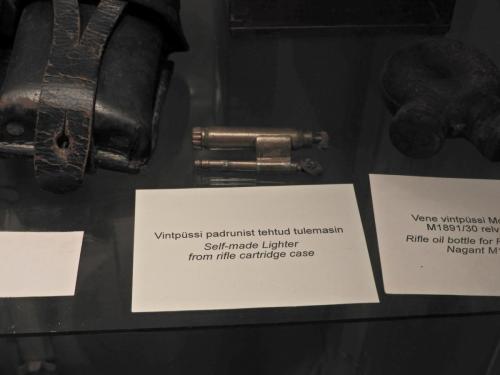 Vintpüssi padrunist tehtud tulemasin
Self-made Lighter
from rifle cartridge case
Vene vintpüssi
M1891/30 relv
Rifle oil bottle for
Nagant